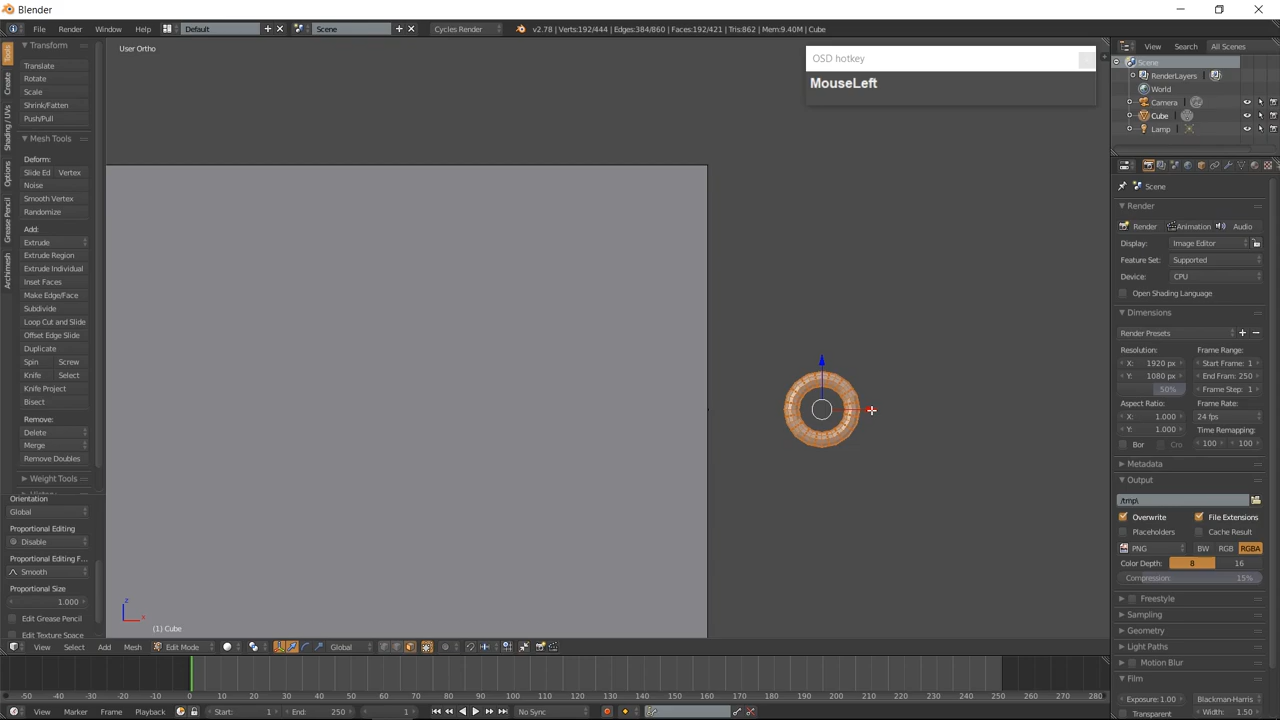 Blender
File Render Window Help Default Scene Cycles Render v2.78 | Verts:192/444 | Edges:384/860 | Faces:192/421 | Tris:862 | Mem:9.40M | Cube
View Search All Scenes
Tools
Create
Shading / UVs
Options
Grease Pencil
Archimesh
Transform
Translate
Rotate
Scale
Shrink/Fatten
Push/Pull
Mesh Tools
Deform:
Slide Ed Vertex
Noise
Smooth Vertex
Randomize
Add:
Extrude
Extrude Region
Extrude Individual
Inset Faces
Make Edge/Face
Subdivide
Loop Cut and Slide
Offset Edge Slide
Duplicate
Spin Screw
Knife Select
Knife Project
Bisect
Remove:
Delete
Merge
Remove Doubles
Weight Tools
Orientation
Global
Proportional Editing
Disable
Proportional Editing F...
Smooth
Proportional Size
1.000
Edit Grease Pencil
Edit Texture Space
User Ortho
OSD hotkey
MouseLeft
z
x
(1) Cube
Scene
RenderLayers
World
Camera
Cube
Lamp
Scene
Render
Render Animation Audio
Display: Image Editor
Feature Set: Supported
Device: CPU
Open Shading Language
Dimensions
Render Presets
Resolution: Frame Range:
X: 1920 px Start Frame: 1
Y: 1080 px End Fram: 250
50% Frame Step: 1
Aspect Ratio: Frame Rate:
X: 1.000 24 fps
Y: 1.000 Time Remapping:
Bor Cro 100 100
Metadata
Output
/tmp\
Overwrite File Extensions
Placeholders Cache Result
PNG BW RGB RGBA
Color Depth: 8 16
Compression: 15%
Freestyle
Sampling
Geometry
Light Paths
Motion Blur
Film
Exposure: 1.00 Blackman-Harris
Transparent Width: 1.50
View Select Add Mesh Edit Mode Global
-50 -40 -30 -20 -10 0 10 20 30 40 50 60 70 80 90 100 110 120 130 140 150 160 170 180 190 200 210 220 230 240 250 260 270 280
View Marker Frame Playback Start: 1 End: 250 1 No Sync